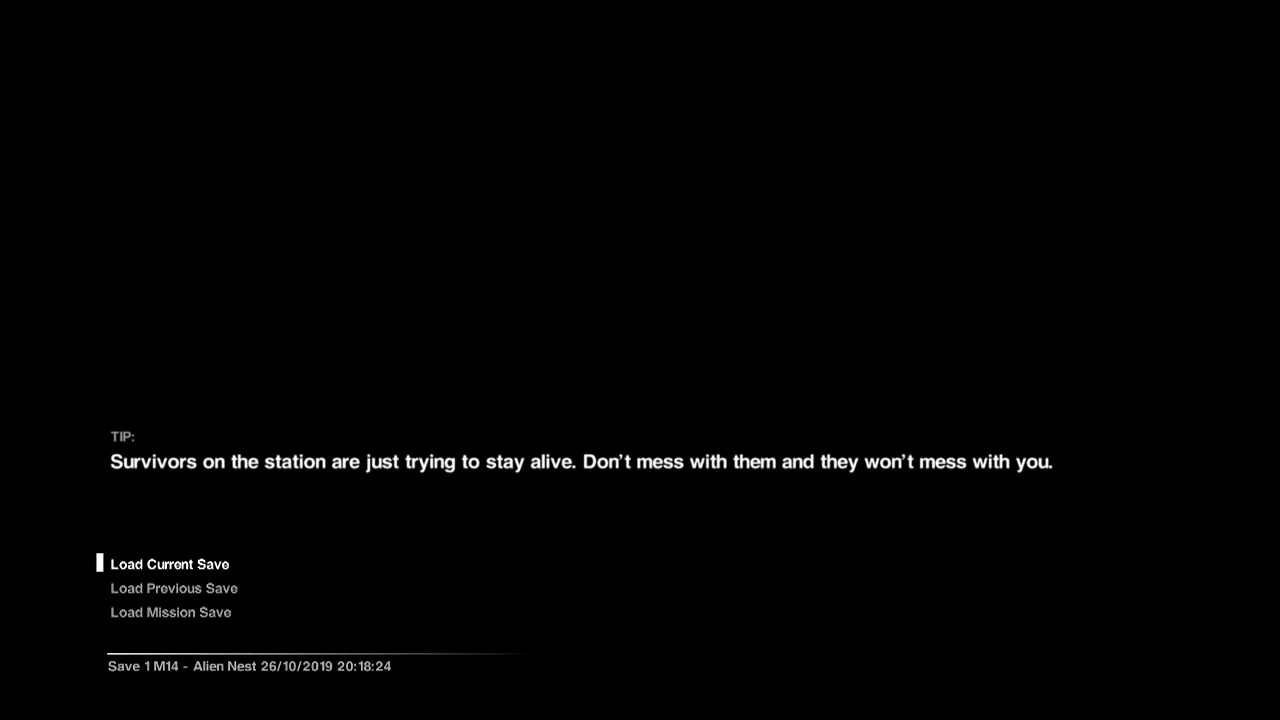 TIP:
Survivors on the station are just trying to stay alive. Don’t mess with them and they won’t mess with you.
Load Current Save
Load Previous Save
Load Mission Save
Save 1 M14 - Alien Nest 26/10/2019 20:18:24